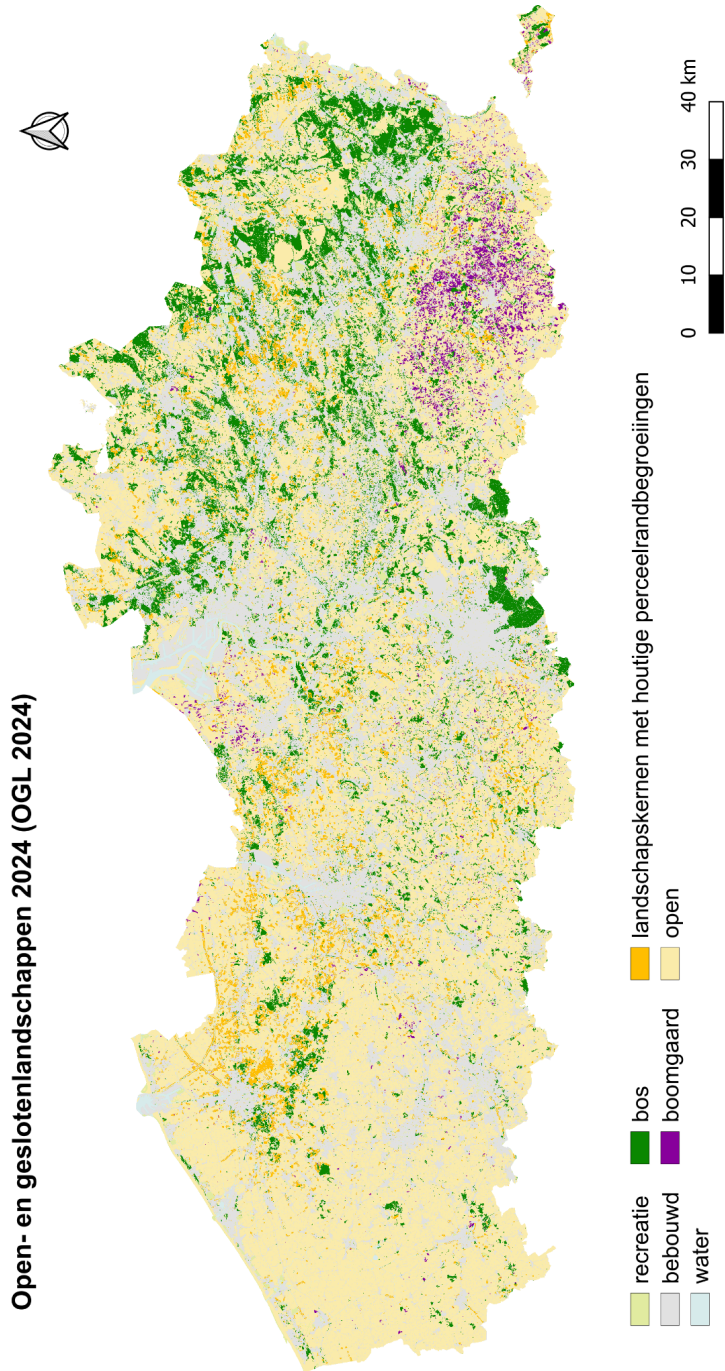 Open- en geslotenlandschappen 2024 (OGL 2024)
recreatie
bebouwd
water
bos
boomgaard
landschapskernen met houtige perceelrandbegroeiingen
open
0 10 20 30 40 km